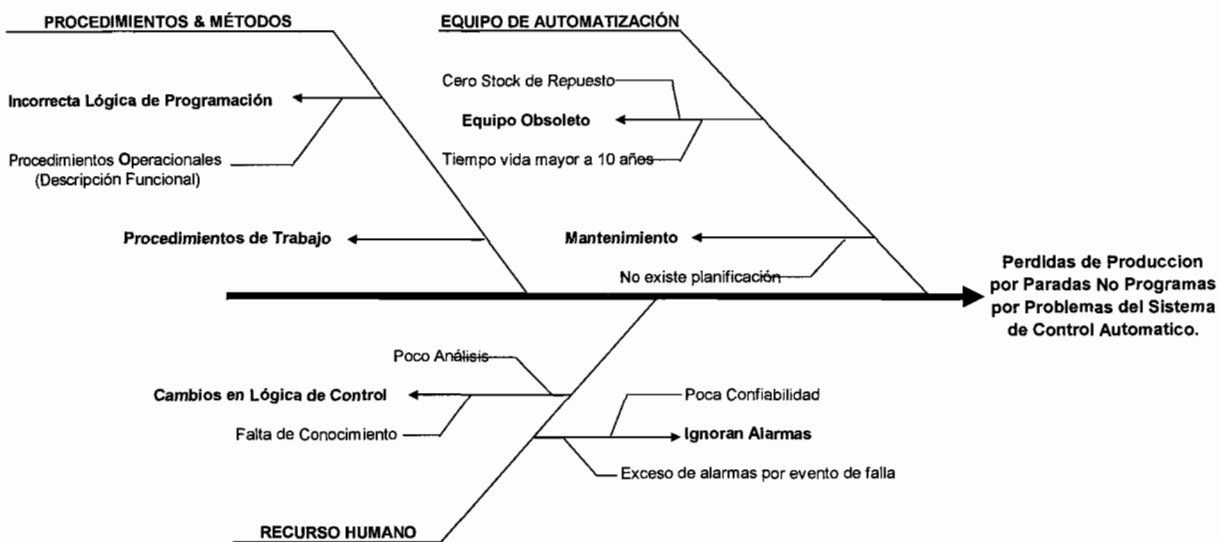 PROCEDIMIENTOS & MÉTODOS
EQUIPO DE AUTOMATIZACIÓN
Cero Stock de Repuesto
Incorrecta Lógica de Programación
Equipo Obsoleto
Procedimientos Operacionales
(Descripción Funcional)
Tiempo vida mayor a 10 años
Procedimientos de Trabajo
Mantenimiento
No existe planificación
Perdidas de Produccion
por Paradas No Programas
por Problemas del Sistema
de Control Automatico.
Poco Análisis
Cambios en Lógica de Control
Falta de Conocimiento
Poca Confiabilidad
Ignoran Alarmas
Exceso de alarmas por evento de falla
RECURSO HUMANO